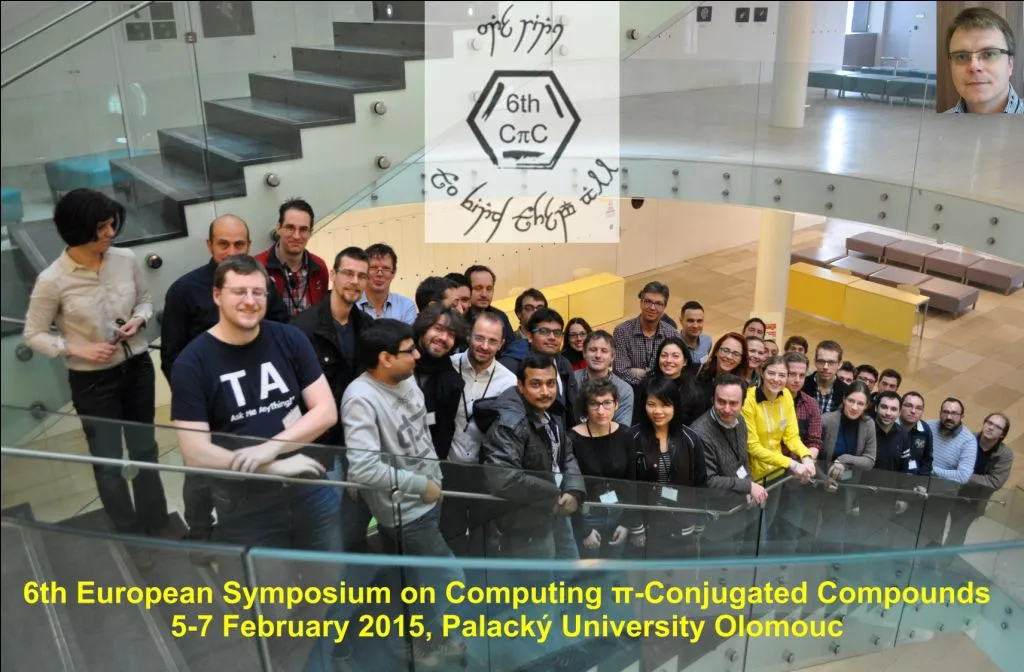 6th
CπC
TA
Ask Me AnyThing!*
6th European Symposium on Computing π-Conjugated Compounds
5-7 February 2015, Palacký University Olomouc